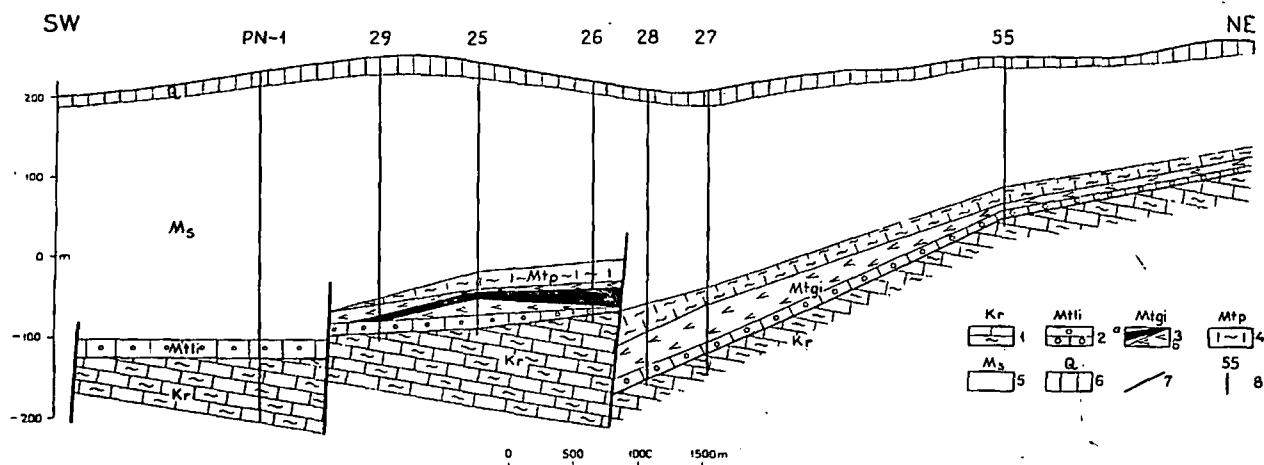 SW NE
PN-1 29 25 26 28 27 55
Q
200
100
Ms
0 m
Mtp
Mtgi
-100
Mtli
Kr
Kr
Kr
-200
0 500 1000 1500 m
Kr Mtli Mtgi Mtp
1 2 a 3 b 4
Ms Q 55
5 6 7 8